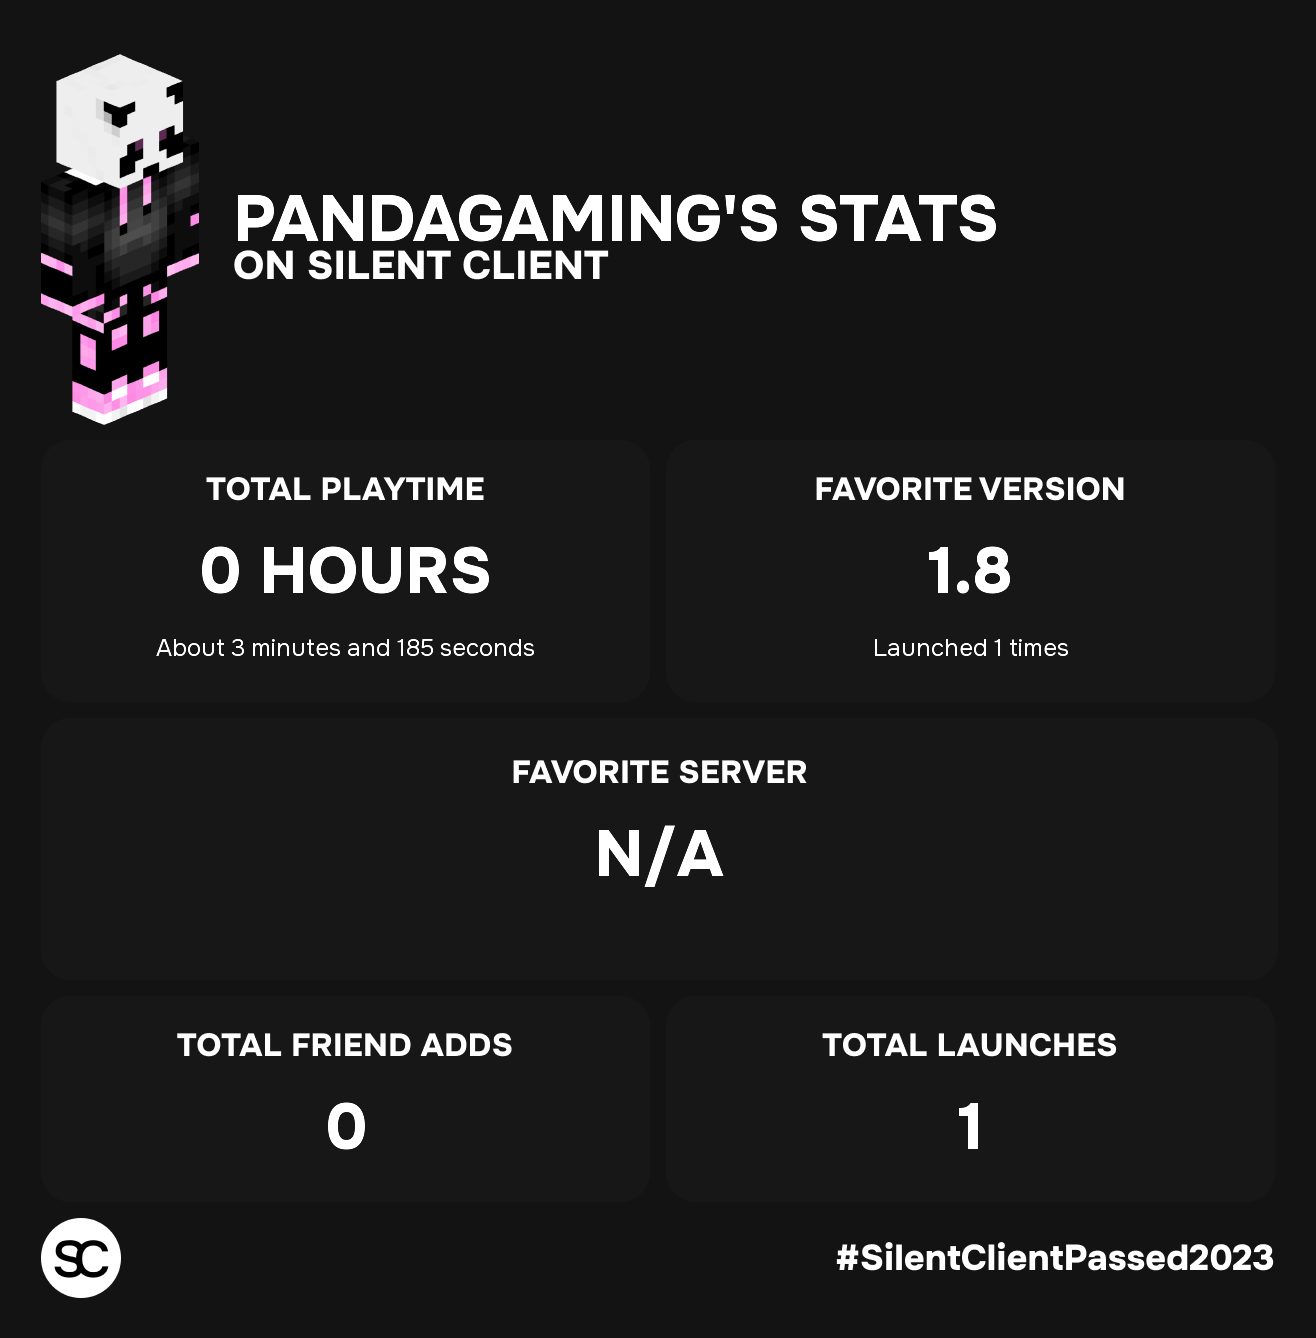 PANDAGAMING'S STATS
ON SILENT CLIENT
TOTAL PLAYTIME
0 HOURS
About 3 minutes and 185 seconds
FAVORITE VERSION
1.8
Launched 1 times
FAVORITE SERVER
N/A
TOTAL FRIEND ADDS
0
TOTAL LAUNCHES
1
SC
#SilentClientPassed2023